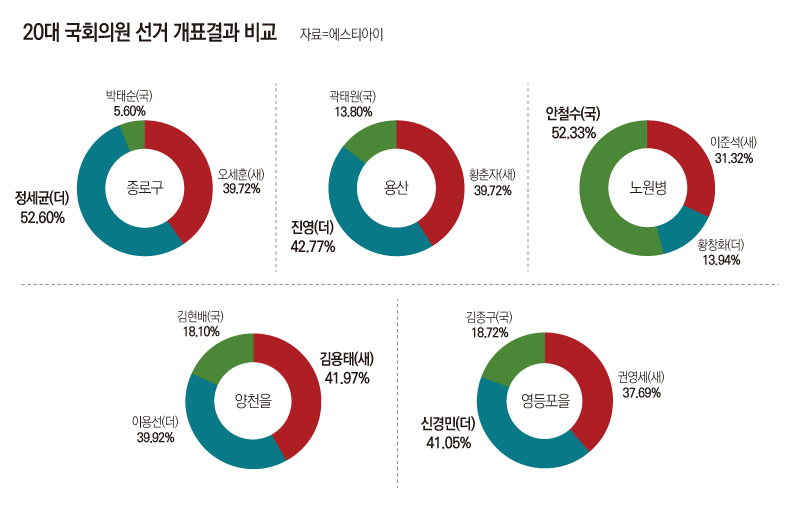 20대 국회의원 선거 개표결과 비교 자료=에스티아이
박태순(국)
5.60%
오세훈(새)
39.72%
정세균(더)
52.60%
종로구
곽태원(국)
13.80%
황춘자(새)
39.72%
진영(더)
42.77%
용산
안철수(국)
52.33%
이준석(새)
31.32%
황창화(더)
13.94%
노원병
김현배(국)
18.10%
김용태(새)
41.97%
이용선(더)
39.92%
양천을
김종구(국)
18.72%
권영세(새)
37.69%
신경민(더)
41.05%
영등포을